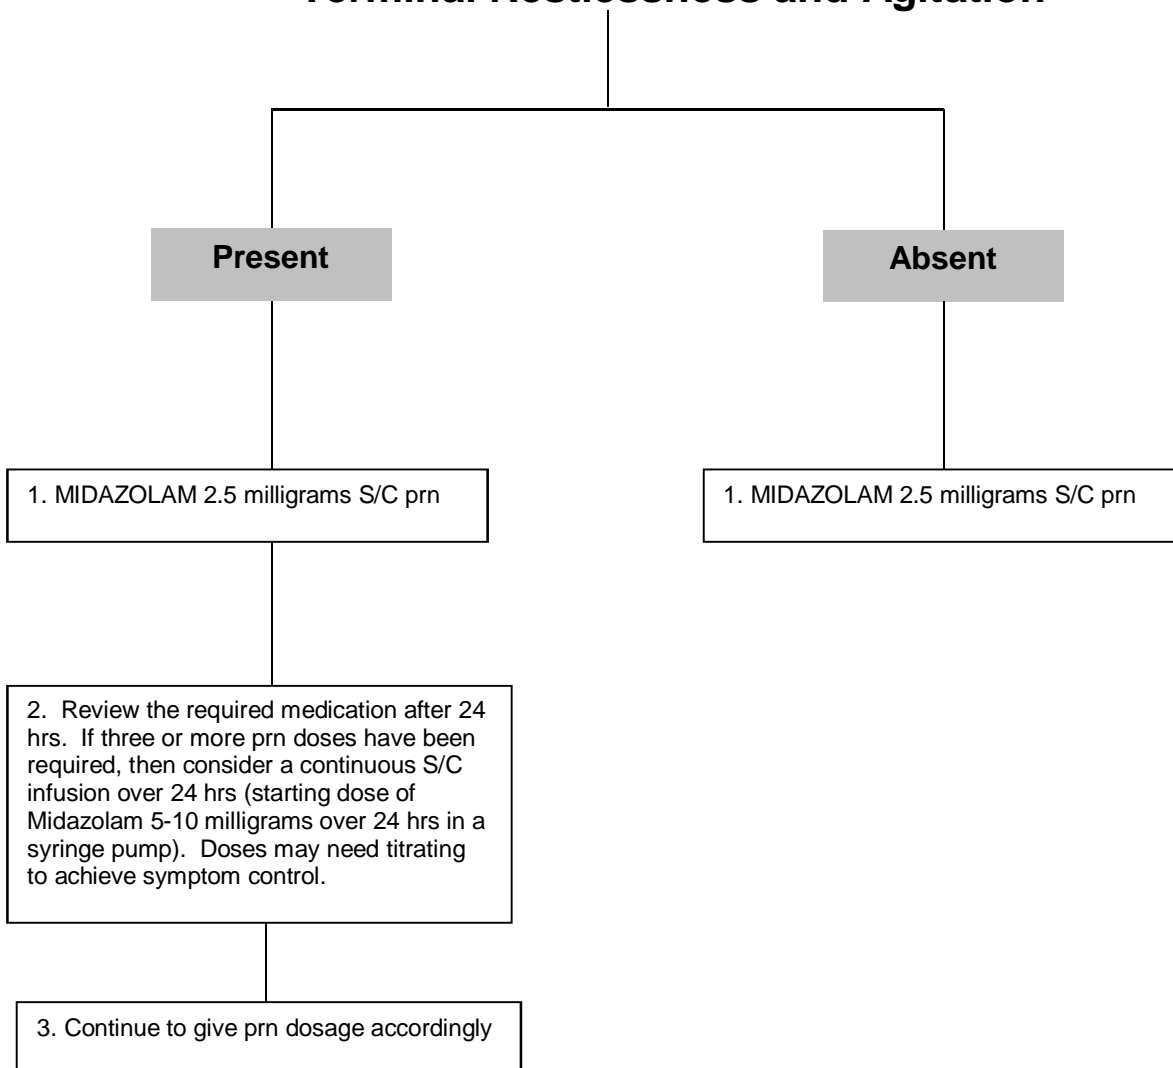 Terminal Restlessness and Agitation
Present
Absent
1. MIDAZOLAM 2.5 milligrams S/C prn
1. MIDAZOLAM 2.5 milligrams S/C prn
2.  Review the required medication after 24
hrs.  If three or more prn doses have been
required, then consider a continuous S/C
infusion over 24 hrs (starting dose of
Midazolam 5-10 milligrams over 24 hrs in a
syringe pump).  Doses may need titrating
to achieve symptom control.
3. Continue to give prn dosage accordingly